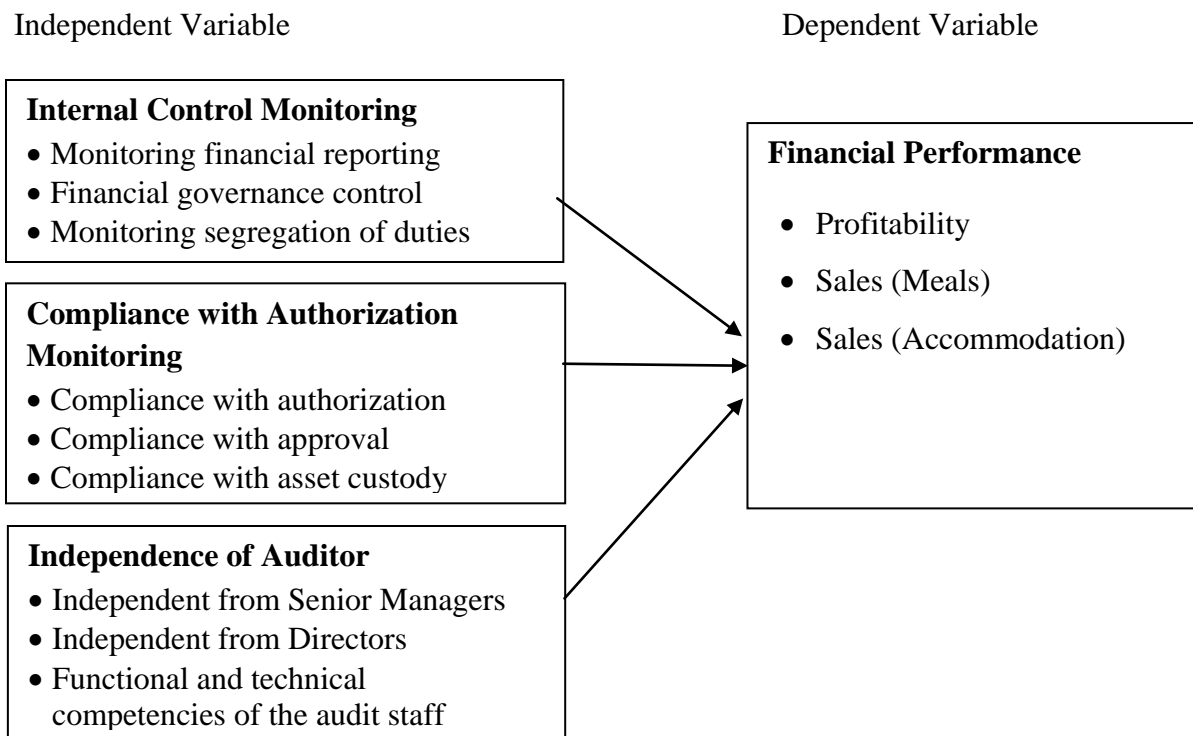 Independent Variable
Dependent Variable
Internal Control Monitoring
• Monitoring financial reporting
• Financial governance control
• Monitoring segregation of duties
Compliance with Authorization
Monitoring
• Compliance with authorization
• Compliance with approval
• Compliance with asset custody
Independence of Auditor
• Independent from Senior Managers
• Independent from Directors
• Functional and technical
competencies of the audit staff
Financial Performance
• Profitability
• Sales (Meals)
• Sales (Accommodation)